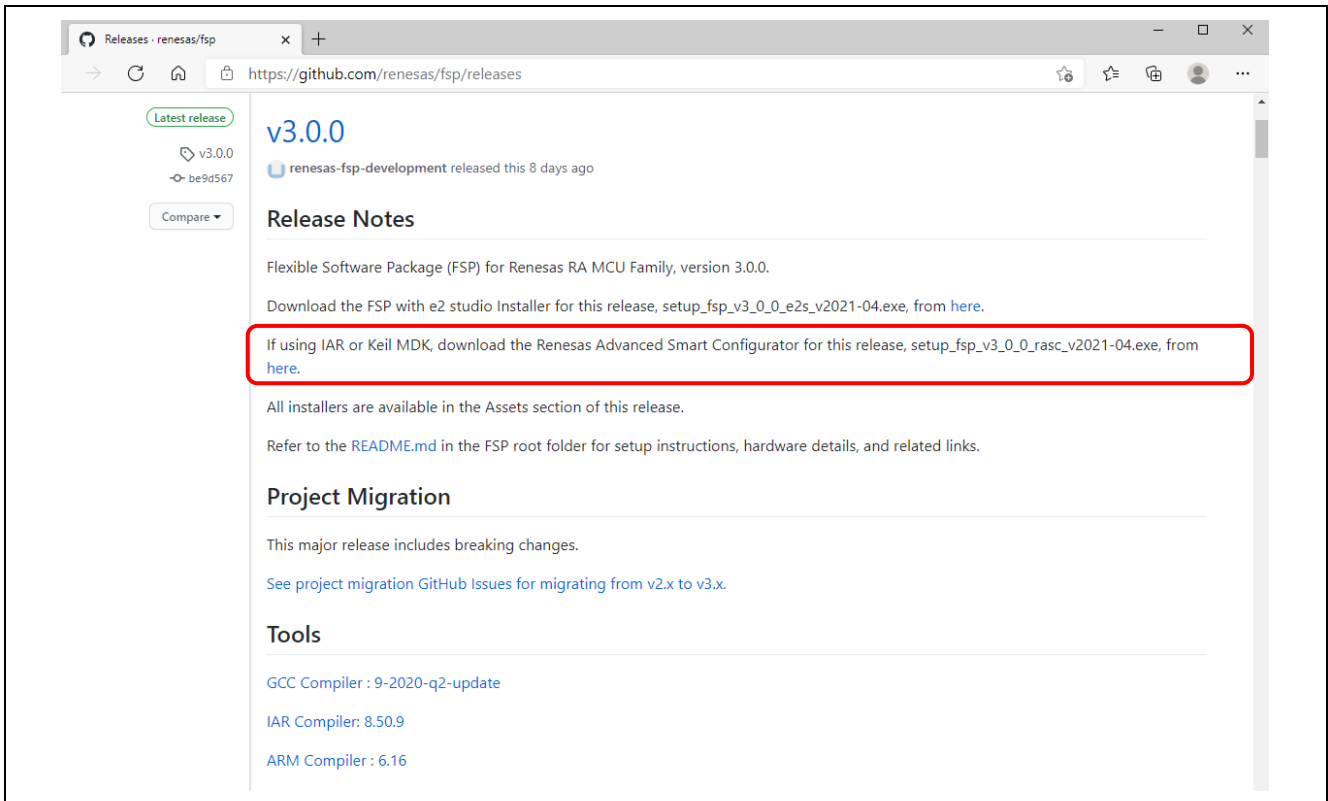 Releases · renesas/fsp
https://github.com/renesas/fsp/releases
Latest release
v3.0.0
be9d567
Compare
v3.0.0
renesas-fsp-development released this 8 days ago
Release Notes
Flexible Software Package (FSP) for Renesas RA MCU Family, version 3.0.0.
Download the FSP with e2 studio Installer for this release, setup_fsp_v3_0_0_e2s_v2021-04.exe, from here.
If using IAR or Keil MDK, download the Renesas Advanced Smart Configurator for this release, setup_fsp_v3_0_0_rasc_v2021-04.exe, from
here.
All installers are available in the Assets section of this release.
Refer to the README.md in the FSP root folder for setup instructions, hardware details, and related links.
Project Migration
This major release includes breaking changes.
See project migration GitHub Issues for migrating from v2.x to v3.x.
Tools
GCC Compiler : 9-2020-q2-update
IAR Compiler: 8.50.9
ARM Compiler : 6.16